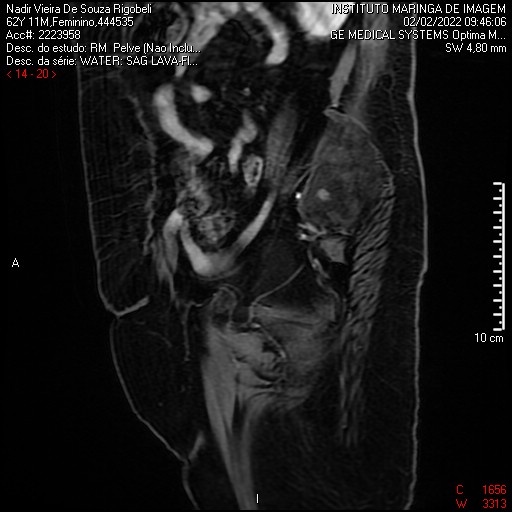 Nadir Vieira De Souza Rigobeli
62Y 11M,Feminino,444535
Acc#: 2223958
Desc. do estudo: RM  Pelve (Nao Inclu...
Desc. da série: WATER: SAG LAVA-Fl...
< 14 - 20 >
INSTITUTO MARINGA DE IMAGEM
02/02/2022 09:46:06
GE MEDICAL SYSTEMS Optima M...
SW 4,80 mm
A
10 cm
I
C 1656
W 3313